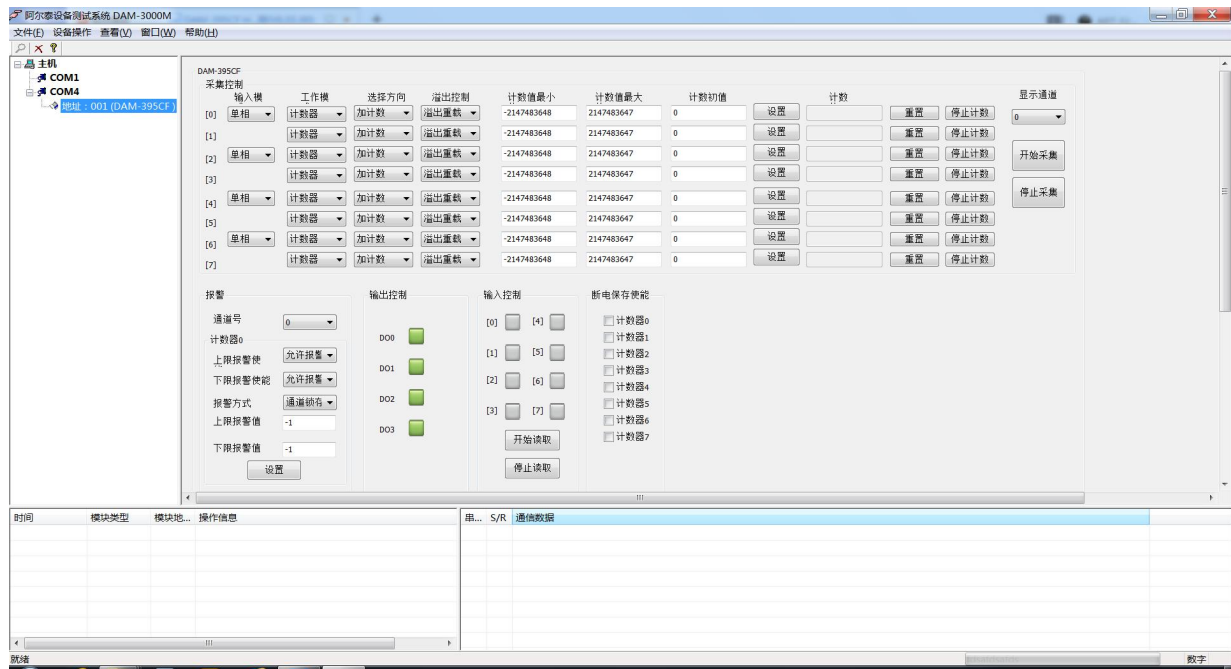 阿尔泰设备测试系统 DAM-3000M
文件(F) 设备操作 查看(V) 窗口(W) 帮助(H)
主机
COM1
COM4
地址：001 (DAM-395CF )
DAM-395CF
采集控制
输入模 工作模 选择方向 溢出控制 计数值最小 计数值最大 计数初值 计数 显示通道
[0] 单相 计数器 加计数 溢出重载 -2147483648 2147483647 0 设置 重置 停止计数 0
[1] 计数器 加计数 溢出重载 -2147483648 2147483647 0 设置 重置 停止计数
[2] 单相 计数器 加计数 溢出重载 -2147483648 2147483647 0 设置 重置 停止计数 开始采集
[3] 计数器 加计数 溢出重载 -2147483648 2147483647 0 设置 重置 停止计数
[4] 单相 计数器 加计数 溢出重载 -2147483648 2147483647 0 设置 重置 停止计数 停止采集
[5] 计数器 加计数 溢出重载 -2147483648 2147483647 0 设置 重置 停止计数
[6] 单相 计数器 加计数 溢出重载 -2147483648 2147483647 0 设置 重置 停止计数
[7] 计数器 加计数 溢出重载 -2147483648 2147483647 0 设置 重置 停止计数
报警
通道号 0
计数器0
上限报警使 允许报警
下限报警使能 允许报警
报警方式 通道锁存
上限报警值 -1
下限报警值 -1
设置
输出控制
DO0
DO1
DO2
DO3
输入控制
[0] [4]
[1] [5]
[2] [6]
[3] [7]
开始读取
停止读取
断电保存使能
计数器0
计数器1
计数器2
计数器3
计数器4
计数器5
计数器6
计数器7
时间 模块类型 模块地... 操作信息
串... S/R 通信数据
就绪 数字